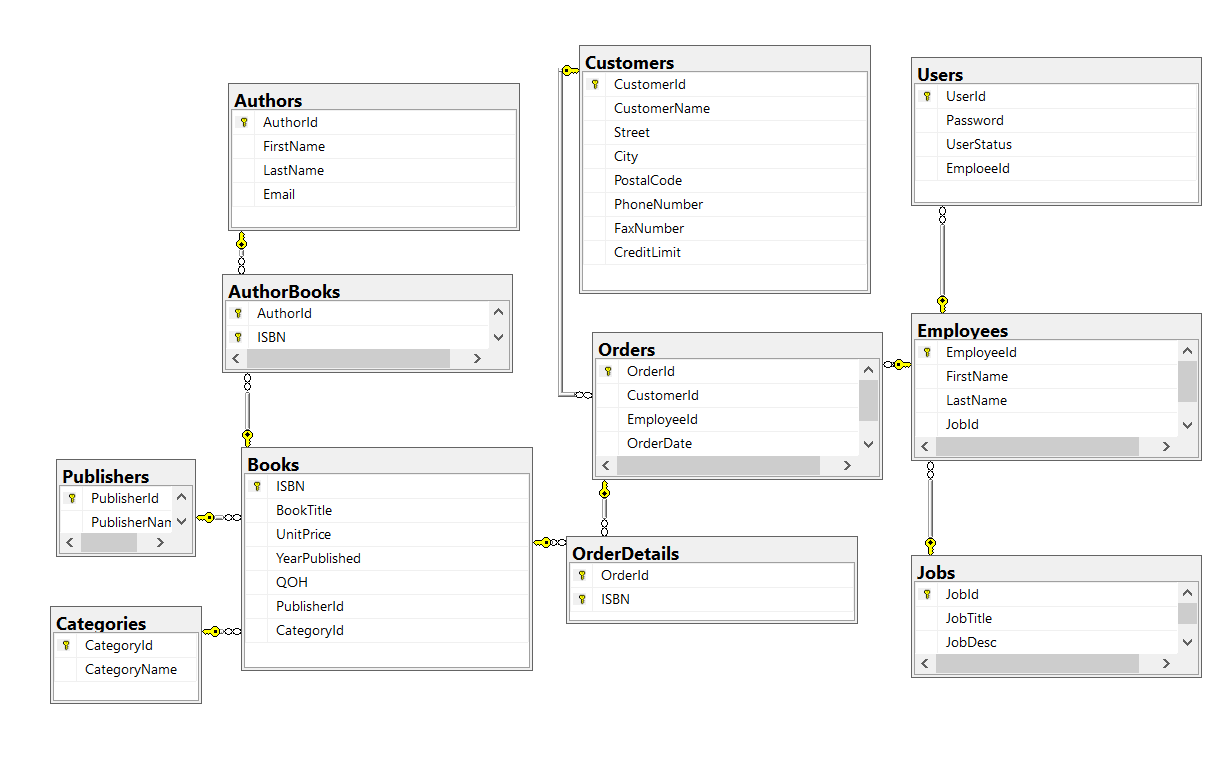 Authors
AuthorId
FirstName
LastName
Email
AuthorBooks
AuthorId
ISBN
Publishers
PublisherId
PublisherNam
Categories
CategoryId
CategoryName
Books
ISBN
BookTitle
UnitPrice
YearPublished
QOH
PublisherId
CategoryId
Customers
CustomerId
CustomerName
Street
City
PostalCode
PhoneNumber
FaxNumber
CreditLimit
Orders
OrderId
CustomerId
EmployeeId
OrderDate
OrderDetails
OrderId
ISBN
Users
UserId
Password
UserStatus
EmploeeId
Employees
EmployeeId
FirstName
LastName
JobId
Jobs
JobId
JobTitle
JobDesc